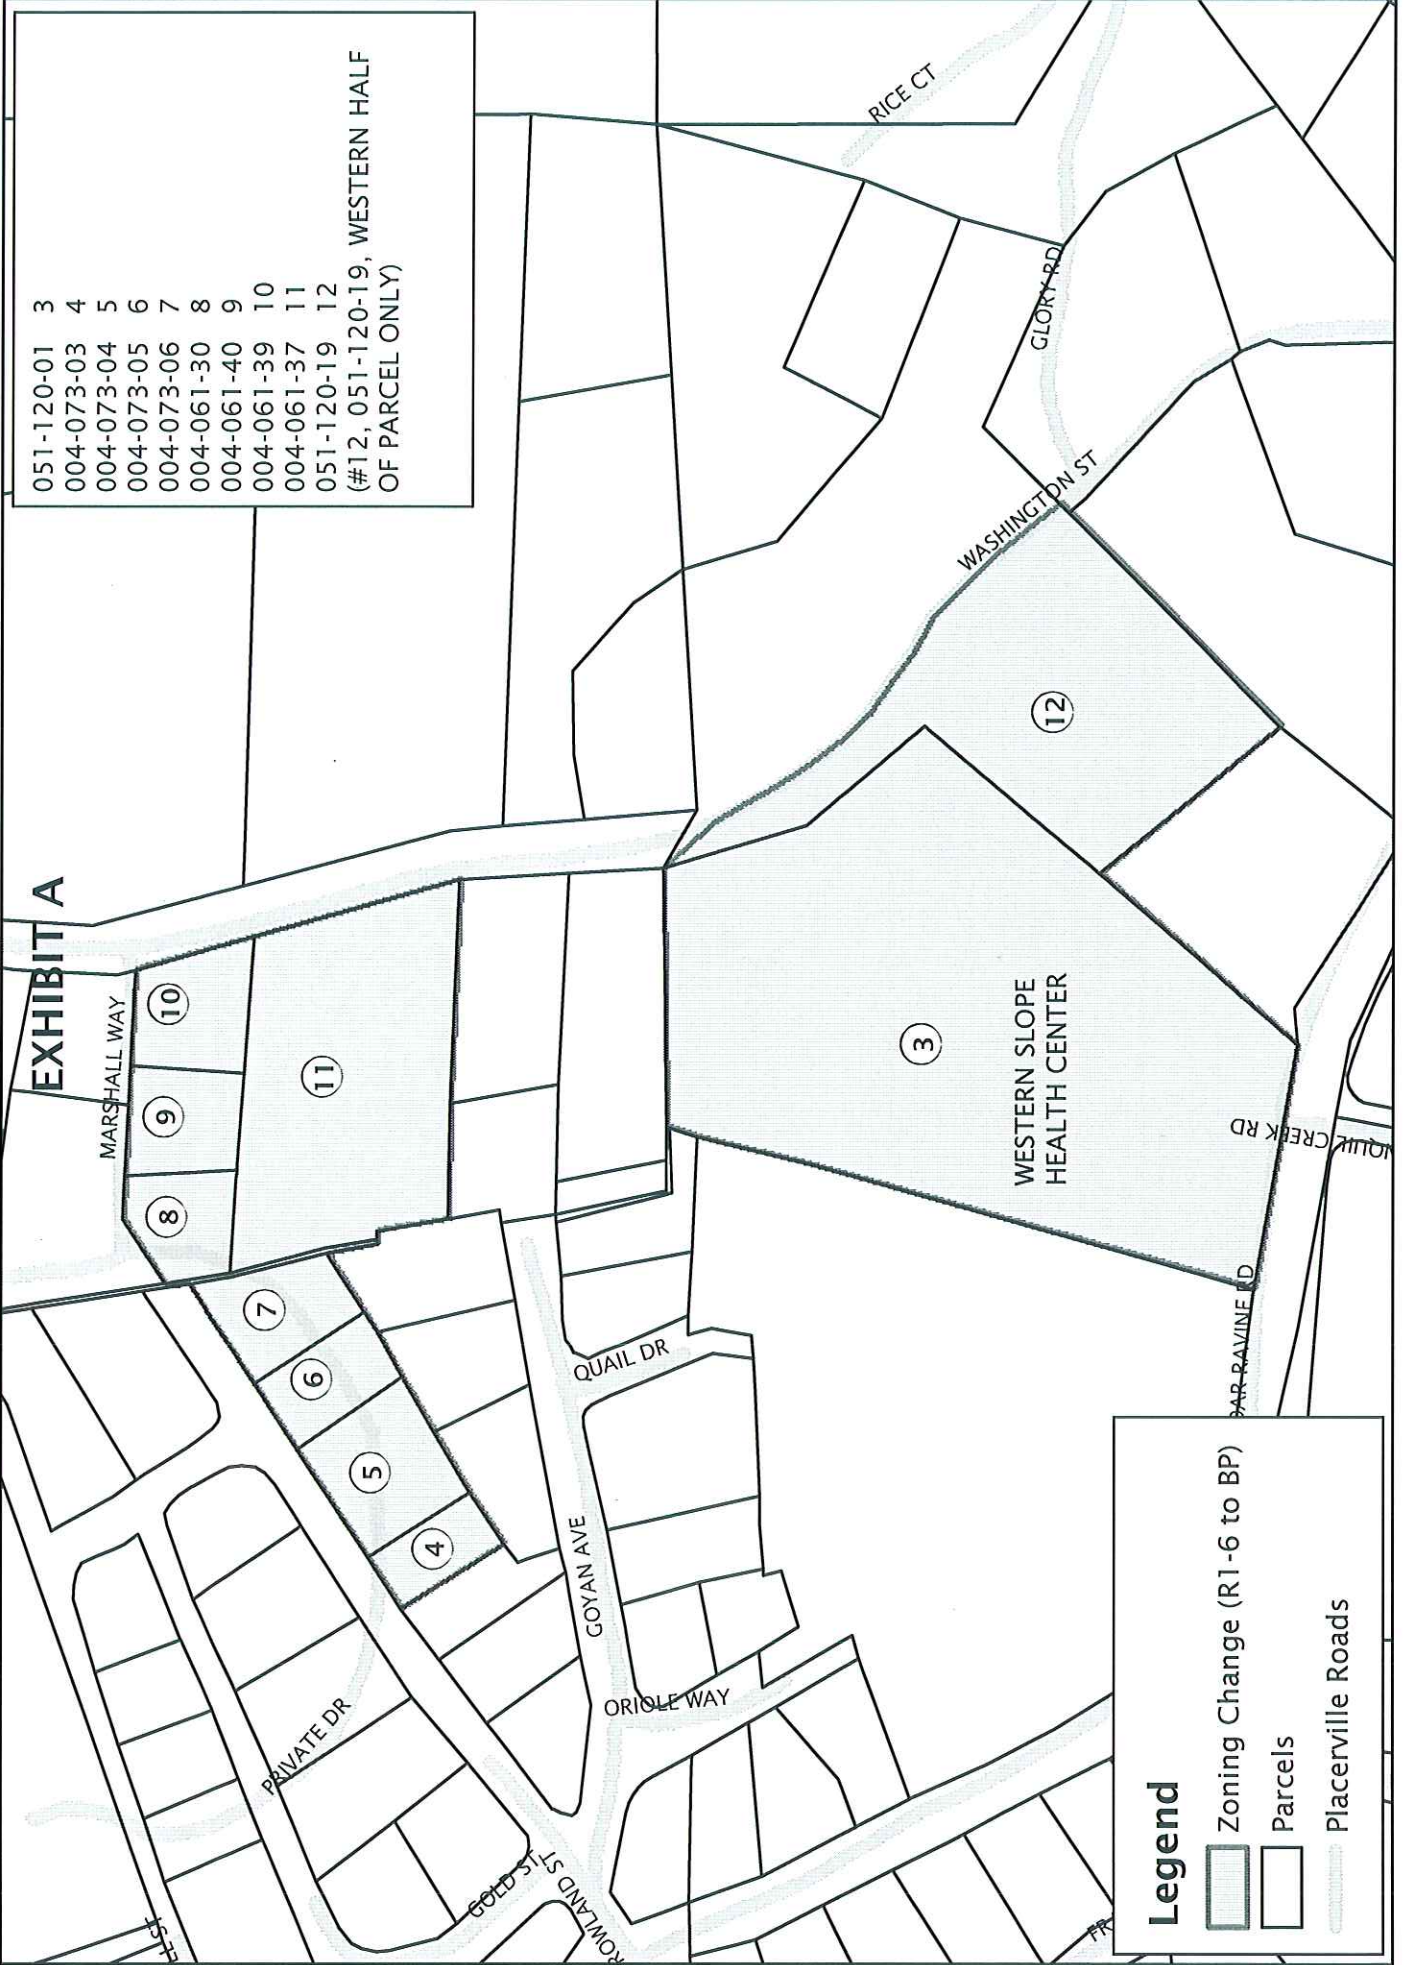 EXHIBIT A
051-120-01 3
004-073-03 4
004-073-04 5
004-073-05 6
004-073-06 7
004-061-30 8
004-061-40 9
004-061-39 10
004-061-37 11
051-120-19 12
(#12, 051-120-19, WESTERN HALF
OF PARCEL ONLY)
MARSHALL WAY
8
9
10
11
7
6
5
4
3
12
WESTERN SLOPE
HEALTH CENTER
RICE CT
GLORY RD
WASHINGTON ST
QUAIL DR
GOYAN AVE
ORIOLE WAY
PRIVATE DR
GOLD ST
ROWLAND ST
CREEK RD
RAVINE RD
Legend
Zoning Change (R1-6 to BP)
Parcels
Placerville Roads